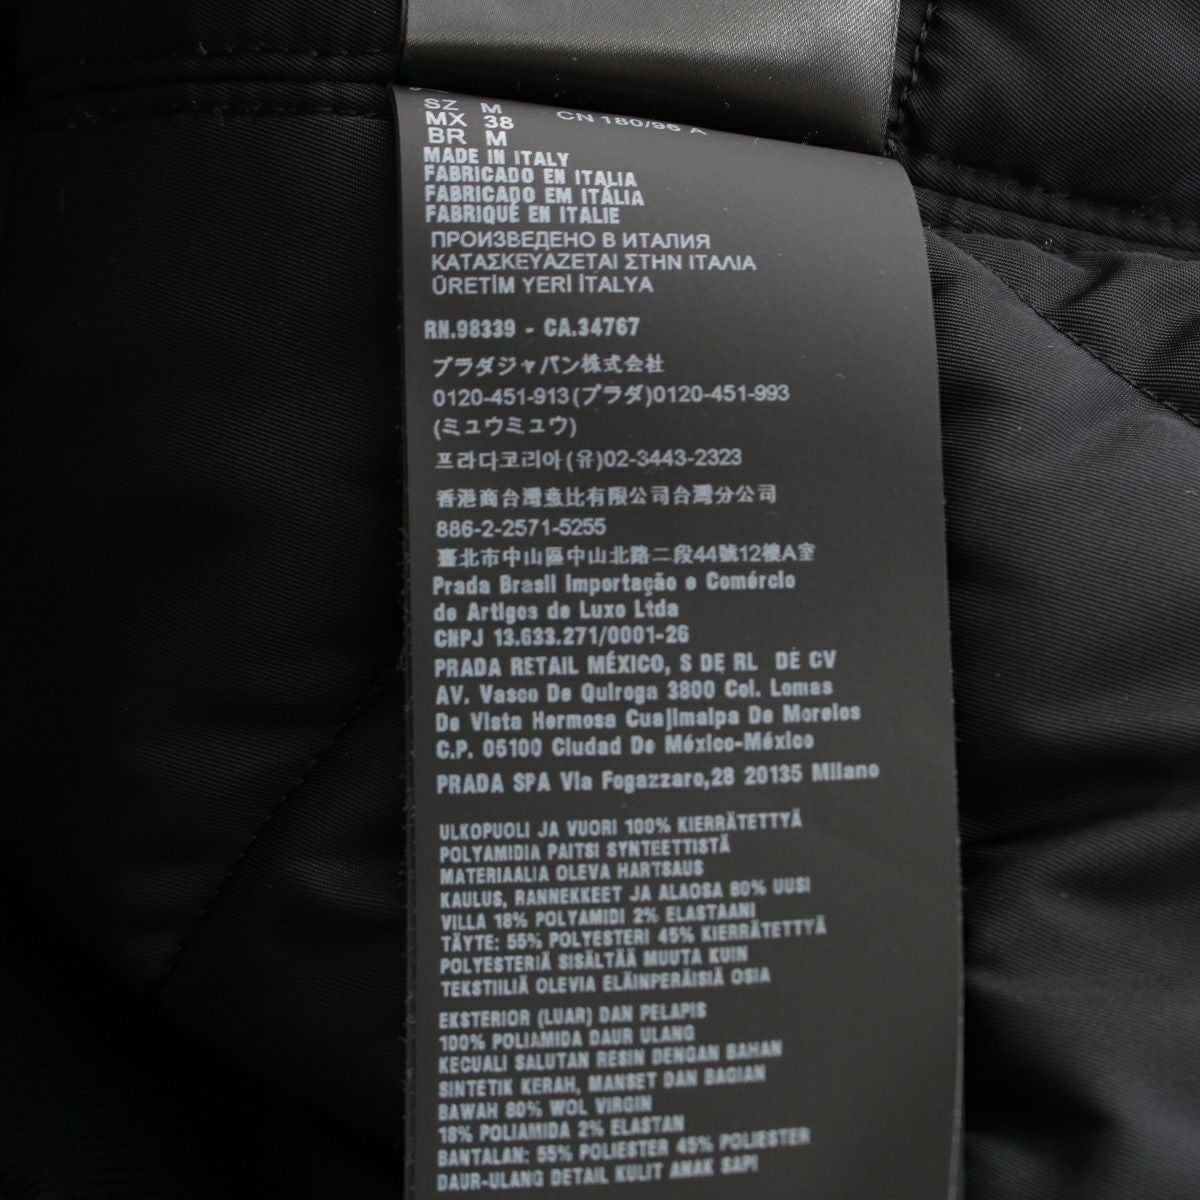 SZ M
MX 38 CN 180/96 A
BR M
MADE IN ITALY
FABRICADO EN ITALIA
FABRICADO EM ITÁLIA
FABRIQUÉ EN ITALIE
ПРОИЗВЕДЕНО В ИТАЛИЯ
ΚΑΤΑΣΚΕΥΑΖΕΤΑΙ ΣΤΗΝ ΙΤΑΛΙΑ
ÜRETİM YERİ İTALYA
RN.98339 - CA.34767
プラダジャパン株式会社
0120-451-913(プラダ)0120-451-993
(ミュウミュウ)
프라다코리아(유)02-3443-2323
香港商台灣魚比有限公司台灣分公司
886-2-2571-5255
臺北市中山區中山北路二段44號12樓A室
Prada Brasil Importação e Comércio
de Artigos de Luxo Ltda
CNPJ 13.633.271/0001-26
PRADA RETAIL MÉXICO, S DE RL DE CV
AV. Vasco De Quiroga 3800 Col. Lomas
De Vista Hermosa Cuajimalpa De Morelos
C.P. 05100 Ciudad De México-México
PRADA SPA Via Fogazzaro,28 20135 Milano
ULKOPUOLI JA VUORI 100% KIERRÄTETTYÄ
POLYAMIDIA PAITSI SYNTEETTISTÄ
MATERIAALIA OLEVA HARTSAUS
KAULUS, RANNEKKEET JA ALAOSA 80% UUSI
VILLA 18% POLYAMIDI 2% ELASTAANI
TÄYTE: 55% POLYESTERI 45% KIERRÄTETTYÄ
POLYESTERIÄ SISÄLTÄÄ MUUTA KUIN
TEKSTIILIÄ OLEVIA ELÄINPERÄISIÄ OSIA
EKSTERIOR (LUAR) DAN PELAPIS
100% POLIAMIDA DAUR ULANG
KECUALI SALUTAN RESIN DENGAN BAHAN
SINTETIK KERAH, MANSET DAN BAGIAN
BAWAH 80% WOL VIRGIN
18% POLIAMIDA 2% ELASTAN
BANTALAN: 55% POLIESTER 45% POLIESTER
DAUR-ULANG DETAIL KULIT ANAK SAPI